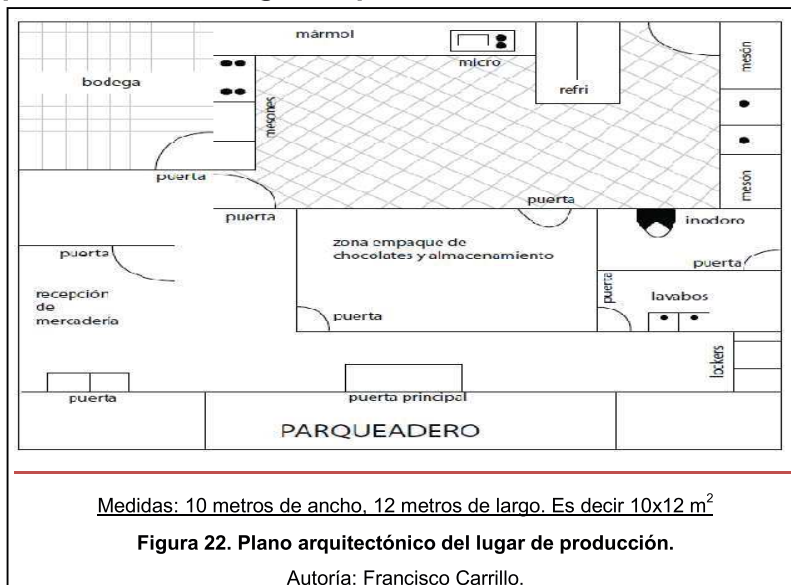 mármol
micro
bodega
refri
mesón
mesones
mesón
puerta
puerta
puerta
inodoro
puerta
zona empaque de
chocolates y almacenamiento
puerta
recepción
de
mercadería
puerta
lavabos
puerta
puerta
lockers
puerta
puerta principal
PARQUEADERO
Medidas: 10 metros de ancho, 12 metros de largo. Es decir 10x12 m²
Figura 22. Plano arquitectónico del lugar de producción.
Autoría: Francisco Carrillo.